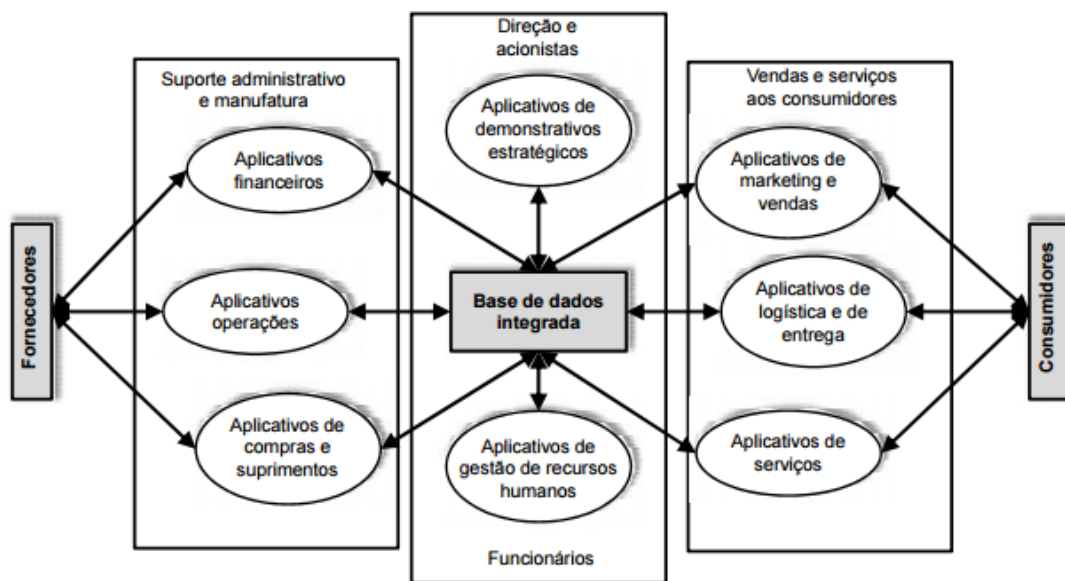 Direção e
acionistas
Suporte administrativo
e manufatura
Vendas e serviços
aos consumidores
Aplicativos de
demonstrativos
estratégicos
Aplicativos
financeiros
Aplicativos de
marketing e
vendas
Fornecedores
Aplicativos
operações
Base de dados
integrada
Aplicativos de
logística e de
entrega
Consumidores
Aplicativos de
compras e
suprimentos
Aplicativos de
gestão de recursos
humanos
Aplicativos de
serviços
Funcionários